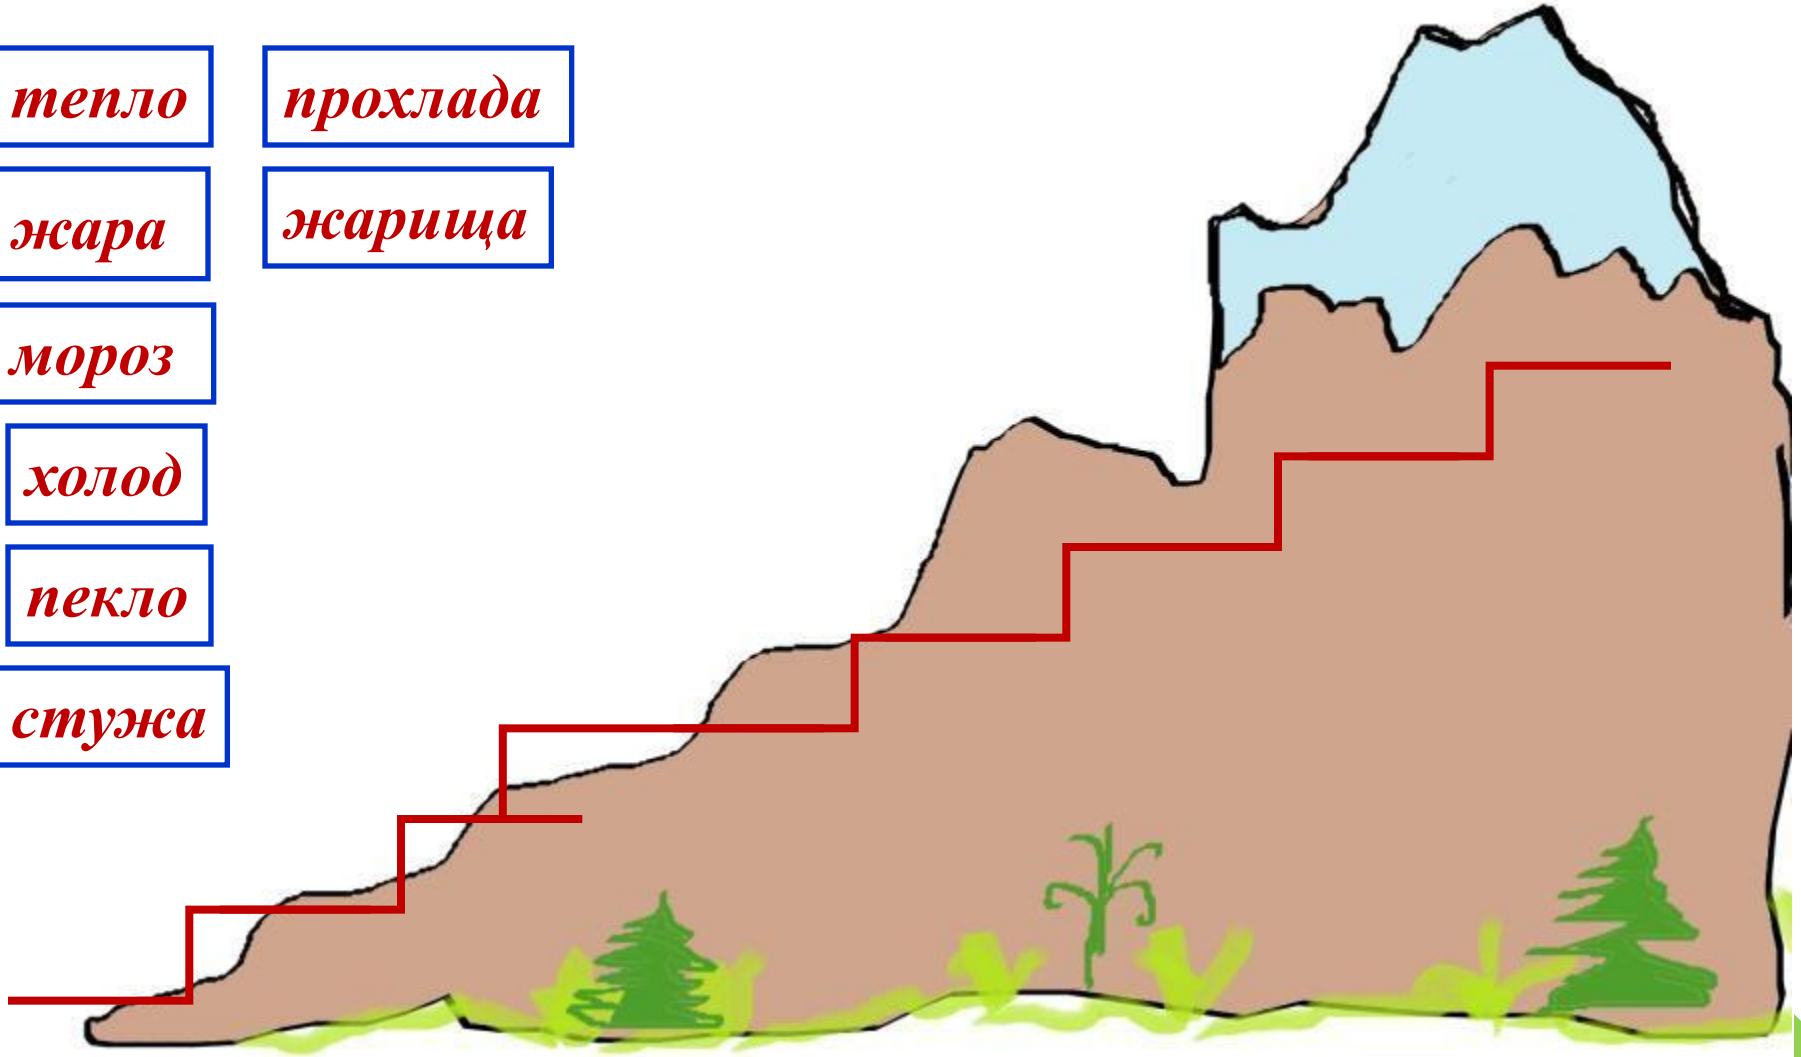 тепло
прохлада
жара
жарища
мороз
холод
пекло
стужа